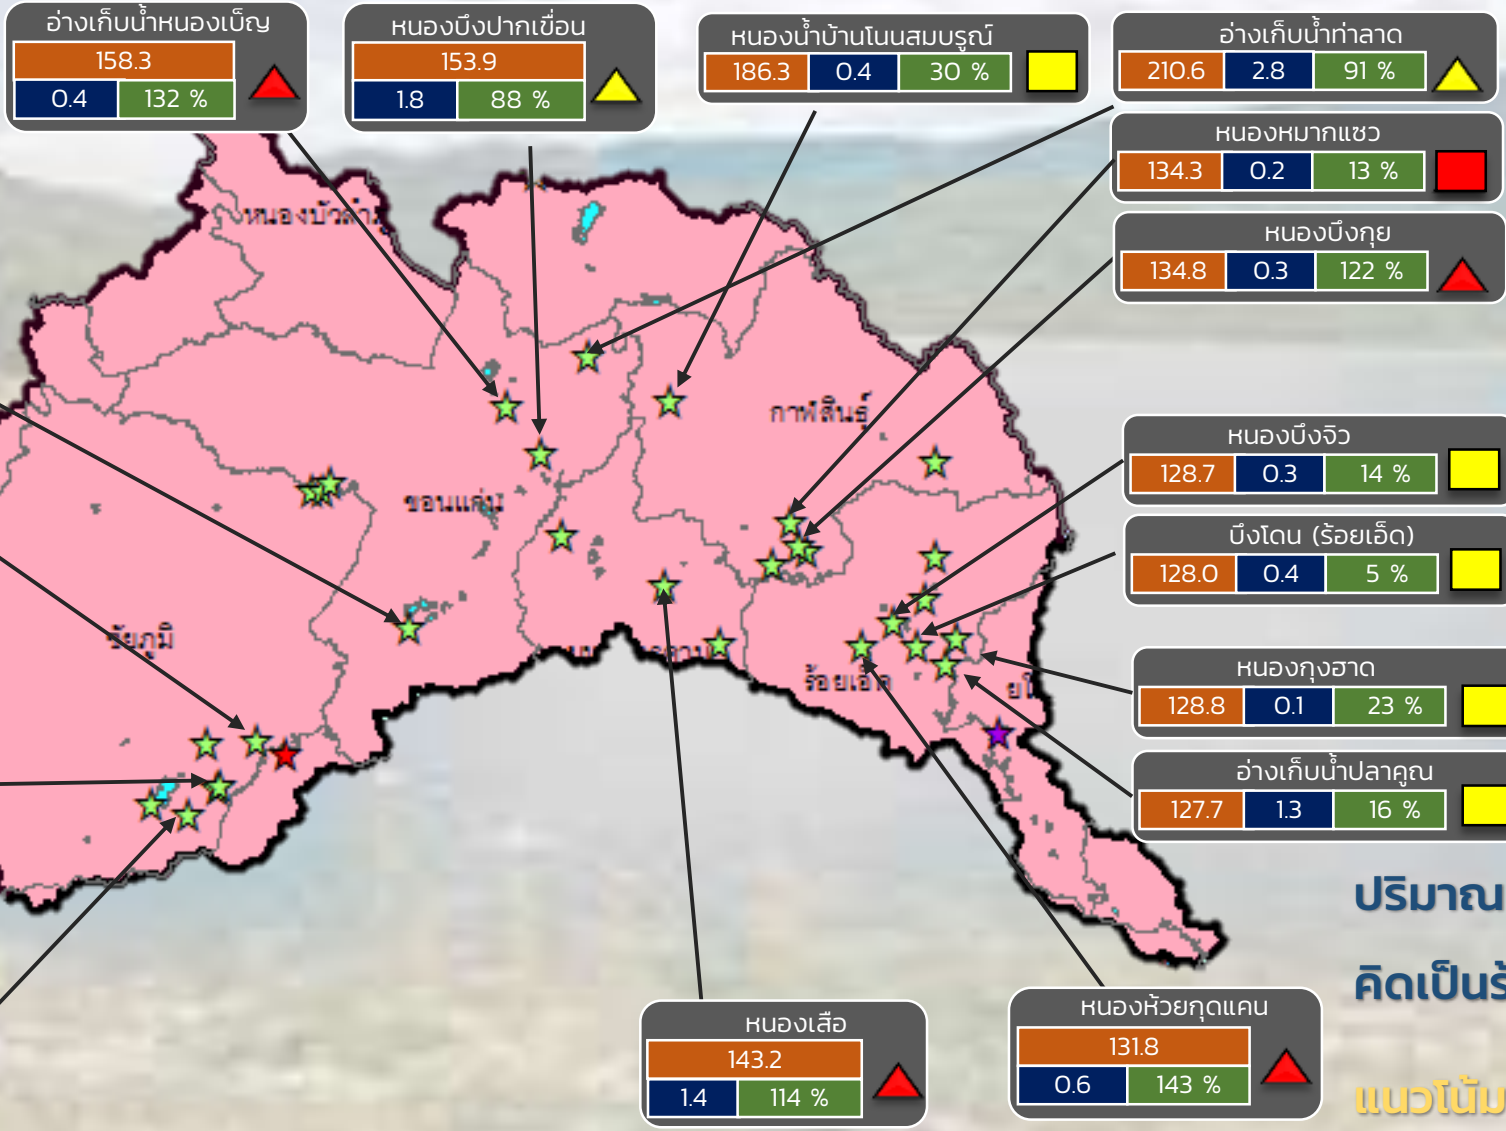 อ่างเก็บน้ำหนองเบ็ญ
158.3
0.4 132 %
หนองบึงปากเขื่อน
153.9
1.8 88 %
หนองน้ำบ้านโนนสมบรูณ์
186.3 0.4 30 %
อ่างเก็บน้ำท่าลาด
210.6 2.8 91 %
หนองหมากแซว
134.3 0.2 13 %
หนองบึงกุย
134.8 0.3 122 %
หนองบัวลำภู
กาฬสินธุ์
ขอนแก่น
ชัยภูมิ
ร้อยเอ็ด
หนองบึงจิว
128.7 0.3 14 %
บึงโดน (ร้อยเอ็ด)
128.0 0.4 5 %
หนองกุงฮาด
128.8 0.1 23 %
อ่างเก็บน้ำปลาคูณ
127.7 1.3 16 %
ปริมาณ
คิดเป็นร้
แนวโน้ม
หนองเสือ
143.2
1.4 114 %
หนองห้วยกุดแคน
131.8
0.6 143 %